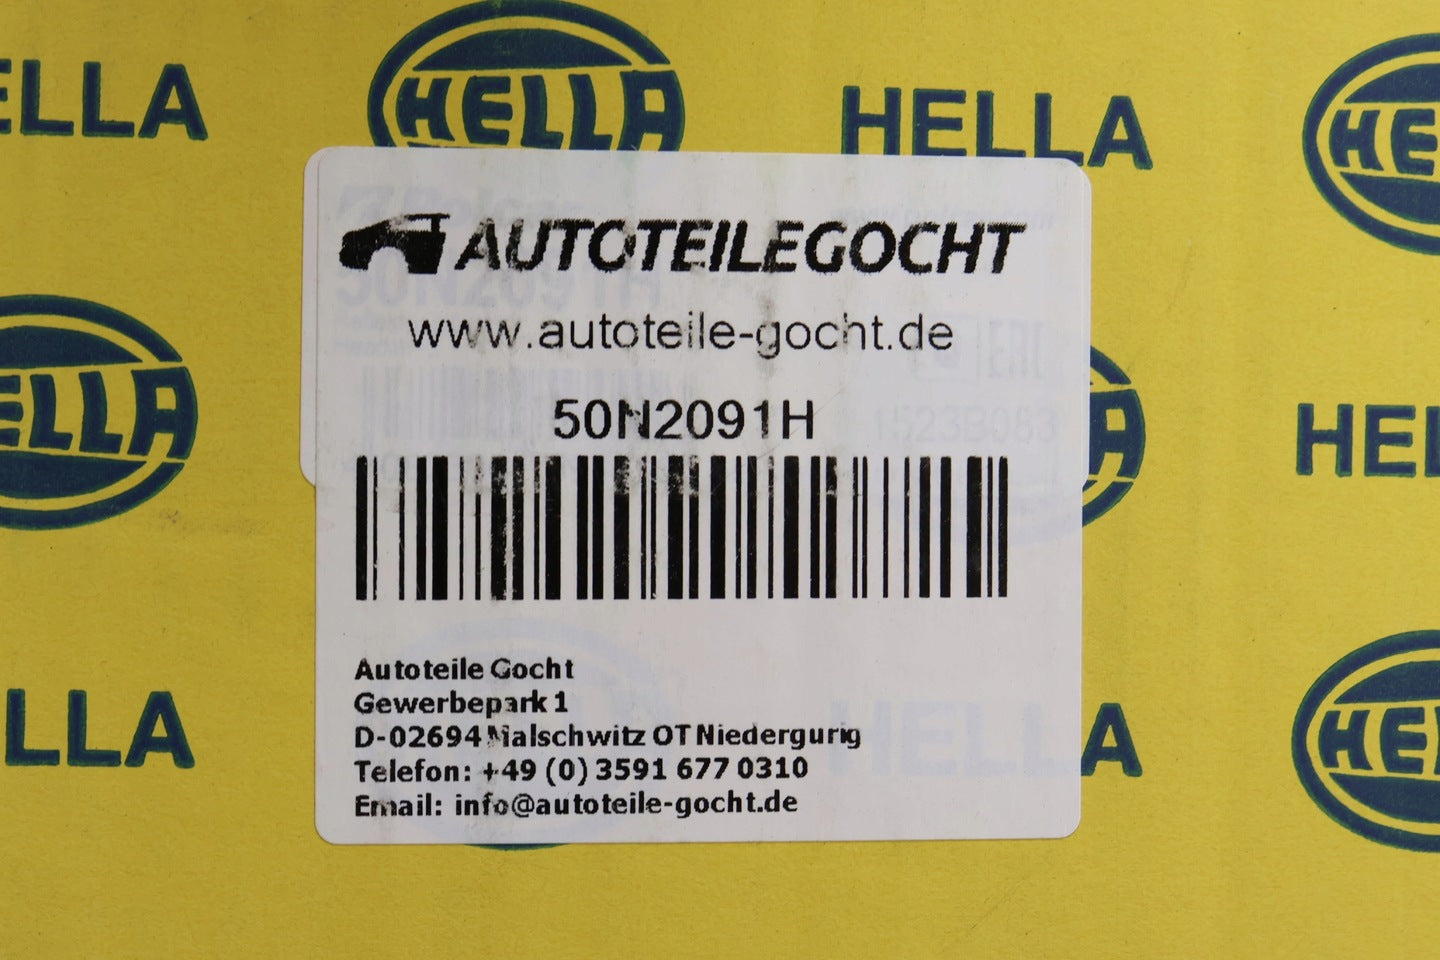 HELLA
HELLA
HELLA
AUTOTEILEGOCHT
www.autoteile-gocht.de
50N2091H
HELLA
Autoteile Gocht
Gewerbepark 1
D-02694 Malschwitz OT Niedergurig
Telefon: +49 (0) 3591 677 0310
Email: info@autoteile-gocht.de
HELLA